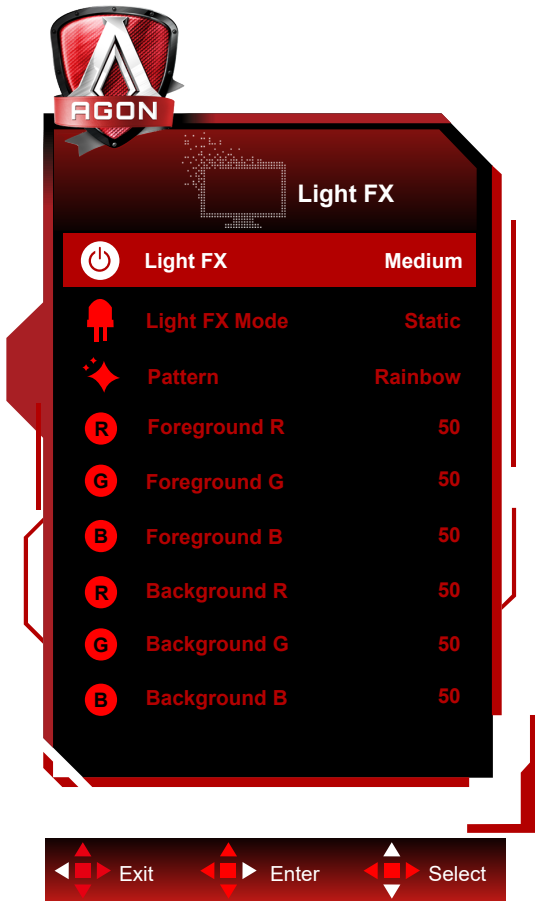 AGON
Light FX
Light FX Medium
Light FX Mode Static
Pattern Rainbow
R Foreground R 50
G Foreground G 50
B Foreground B 50
R Background R 50
G Background G 50
B Background B 50
Exit Enter Select